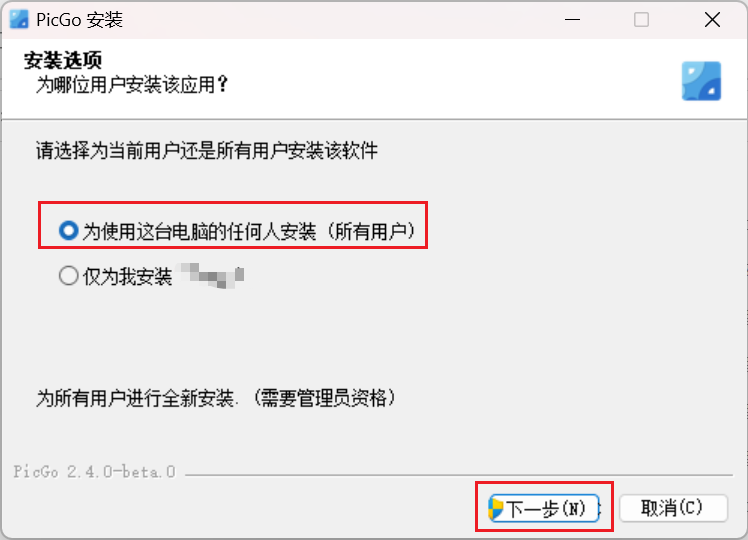 PicGo 安装
安装选项
为哪位用户安装该应用？
请选择为当前用户还是所有用户安装该软件
为使用这台电脑的任何人安装（所有用户）
仅为我安装
为所有用户进行全新安装.（需要管理员资格）
PicGo 2.4.0-beta.0
下一步(N)
取消(C)